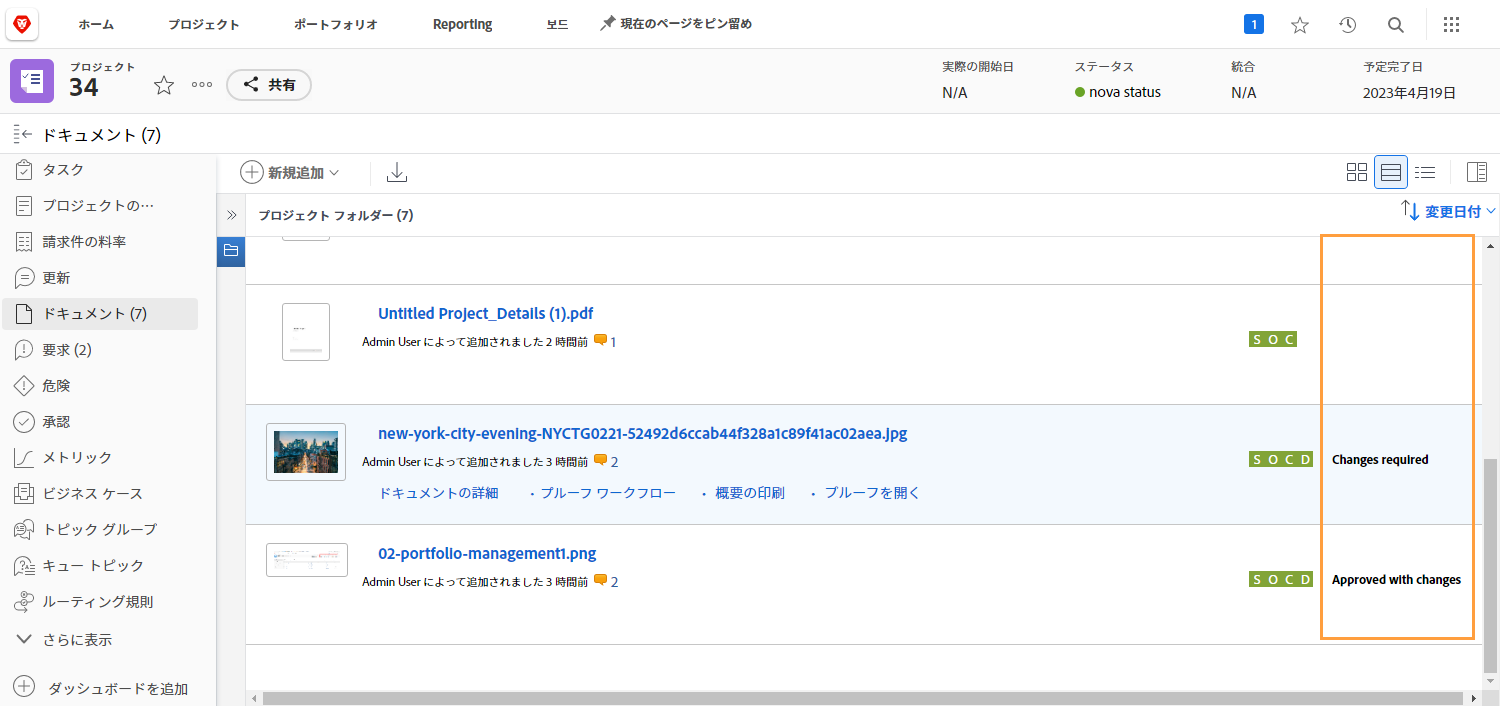 ホーム プロジェクト ポートフォリオ Reporting 보드 現在のページをピン留め 1
プロジェクト
34
共有
実際の開始日 ステータス 統合 予定完了日
N/A nova status N/A 2023年4月19日
ドキュメント (7)
タスク
プロジェクトの…
請求件の料率
更新
ドキュメント (7)
要求 (2)
危険
承認
メトリック
ビジネス ケース
トピック グループ
キュー トピック
ルーティング規則
さらに表示
ダッシュボードを追加
新規追加
プロジェクト フォルダー (7)
変更日付
Untitled Project_Details (1).pdf
Admin User によって追加されました 2 時間前 1
S O C
new-york-city-evening-NYCTG0221-52492d6ccab44f328a1c89f41ac02aea.jpg
Admin User によって追加されました 3 時間前 2
S O C D Changes required
ドキュメントの詳細 ・ プルーフ ワークフロー ・ 概要の印刷 ・ プルーフを開く
02-portfolio-management1.png
Admin User によって追加されました 3 時間前 2
S O C D Approved with changes